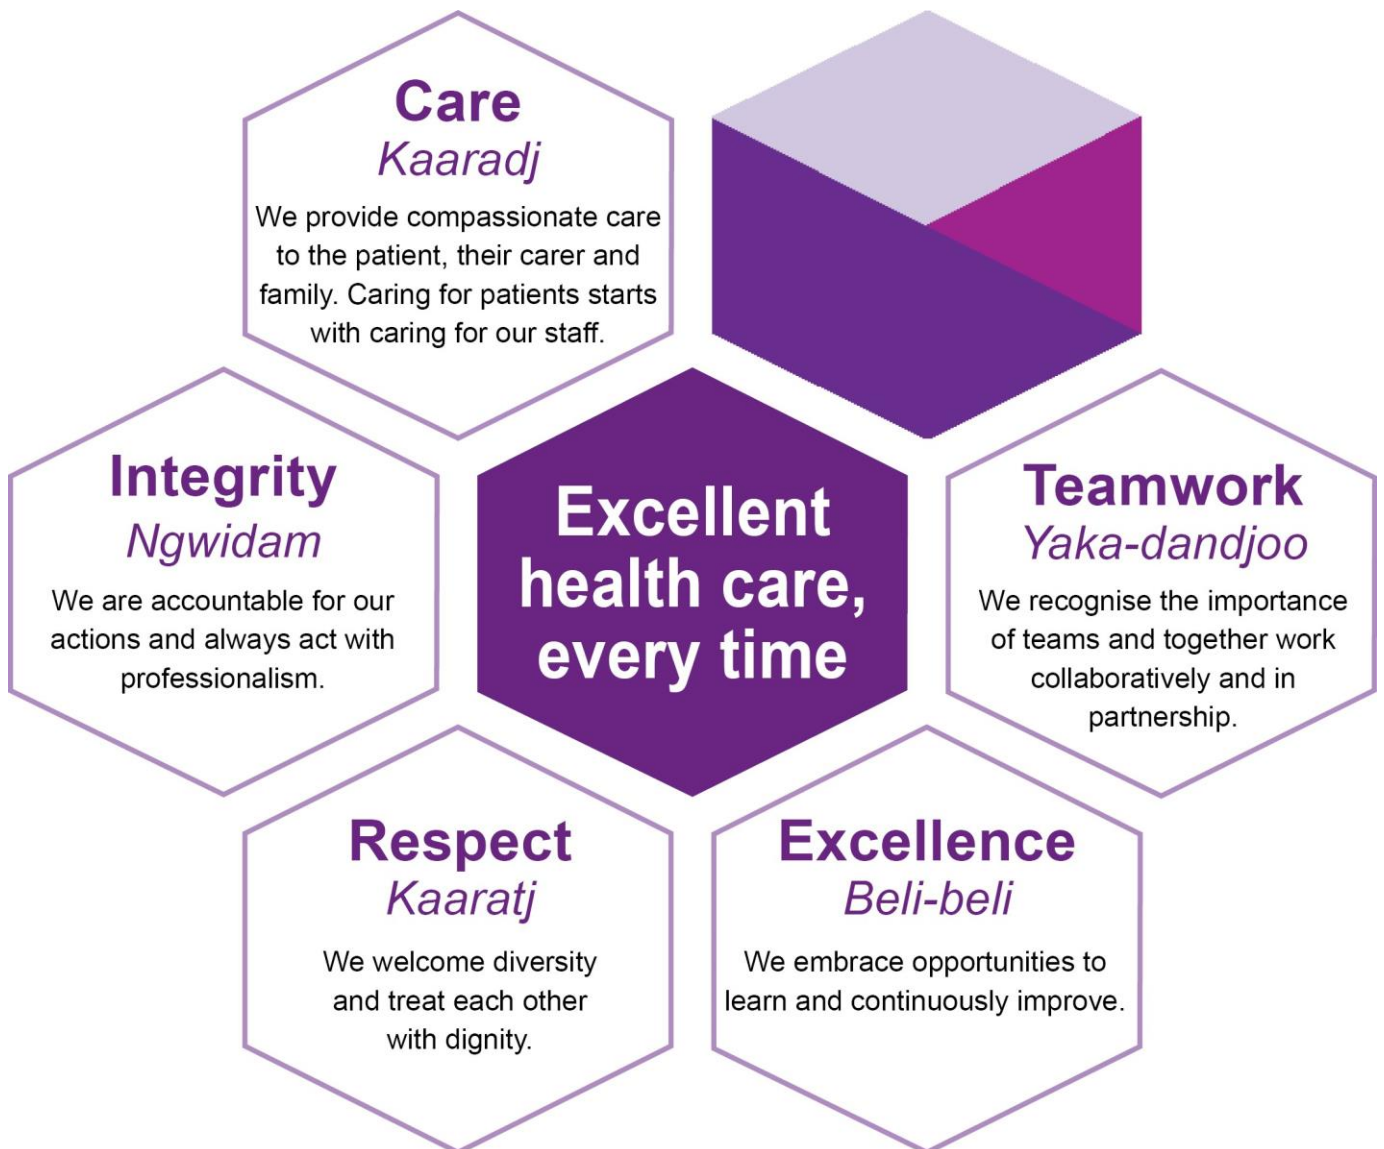 Care
Kaaradj
We provide compassionate care
to the patient, their carer and
family. Caring for patients starts
with caring for our staff.
Integrity
Ngwidam
We are accountable for our
actions and always act with
professionalism.
Excellent
health care,
every time
Teamwork
Yaka-dandjoo
We recognise the importance
of teams and together work
collaboratively and in
partnership.
Respect
Kaaratj
We welcome diversity
and treat each other
with dignity.
Excellence
Beli-beli
We embrace opportunities to
learn and continuously improve.